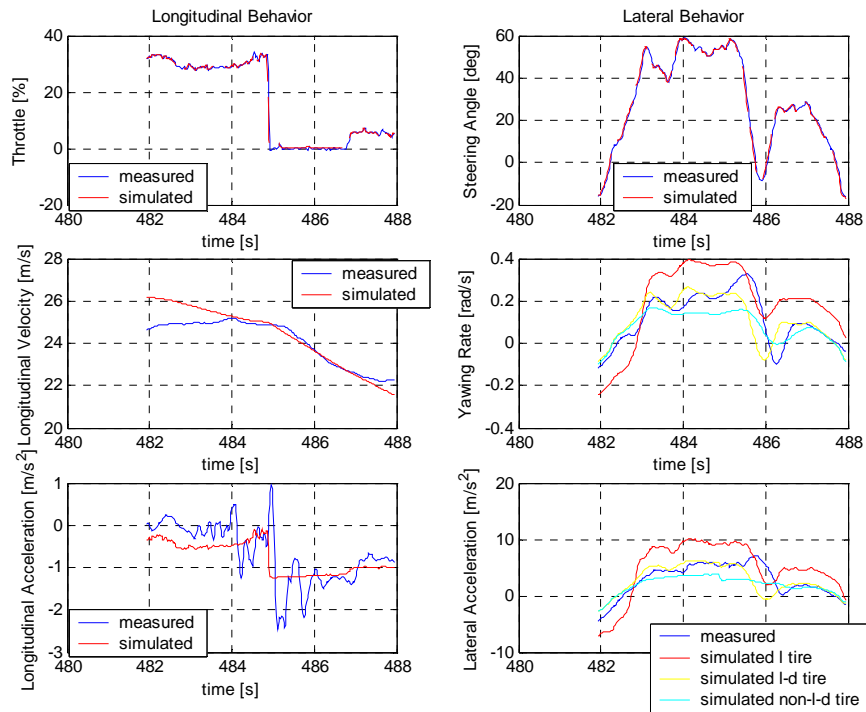 Longitudinal Behavior
40
20
0
-20
Throttle [%]
measured
simulated
480 482 484 486 488
time [s]
Lateral Behavior
60
40
20
0
-20
Steering Angle [deg]
measured
simulated
480 482 484 486 488
time [s]
28
26
24
22
20
Longitudinal Velocity [m/s]
measured
simulated
480 482 484 486 488
time [s]
0.4
0.2
0
-0.2
-0.4
Yawing Rate [rad/s]
480 482 484 486 488
time [s]
1
0
-1
-2
-3
Longitudinal Acceleration [m/s²]
measured
simulated
480 482 484 486 488
time [s]
20
10
0
-10
Lateral Acceleration [m/s²]
480 482 484 486 488
time [s]
measured
simulated l tire
simulated l-d tire
simulated non-l-d tire